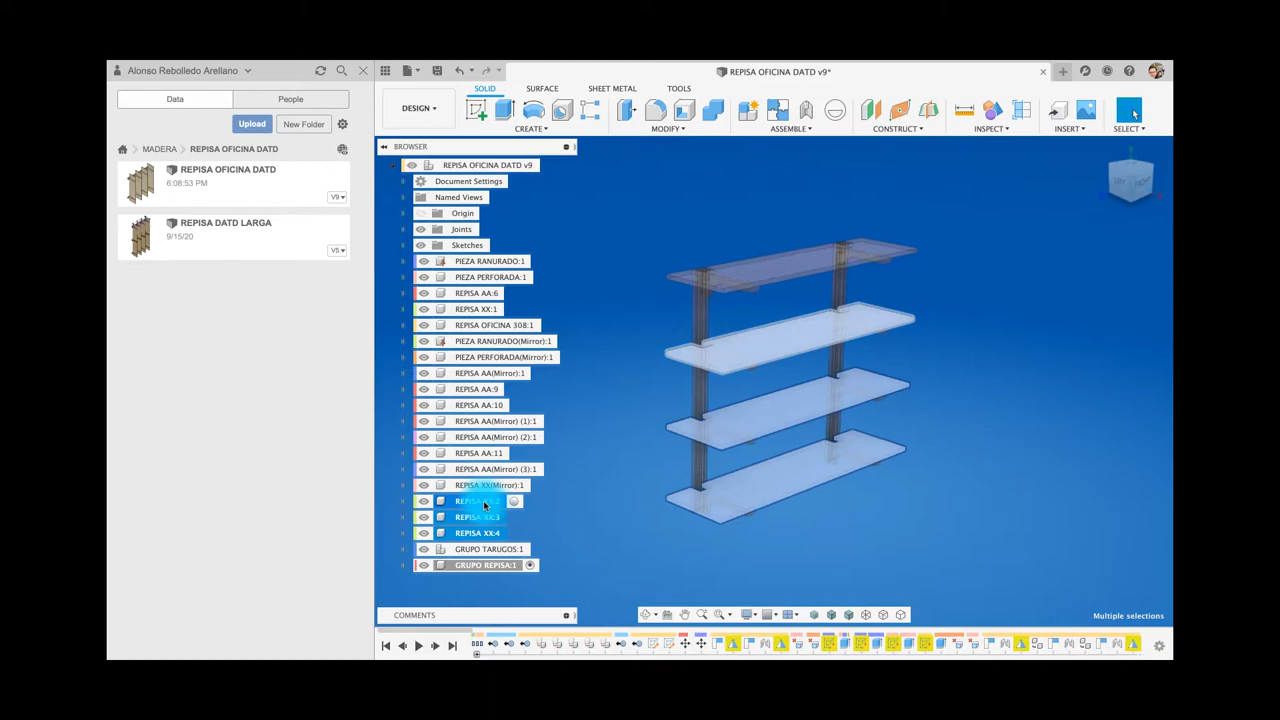 Alonso Rebolledo Arellano
REPISA OFICINA DATD v9*
Data
People
Upload
New Folder
MADERA
REPISA OFICINA DATD
REPISA OFICINA DATD
6:08:53 PM
V9
REPISA DATD LARGA
9/15/20
V5
DESIGN
SOLID
SURFACE
SHEET METAL
TOOLS
CREATE
MODIFY
ASSEMBLE
CONSTRUCT
INSPECT
INSERT
SELECT
BROWSER
REPISA OFICINA DATD v9
Document Settings
Named Views
Origin
Joints
Sketches
PIEZA RANURADO:1
PIEZA PERFORADA:1
REPISA AA:6
REPISA XX:1
REPISA OFICINA 308:1
PIEZA RANURADO(Mirror):1
PIEZA PERFORADA(Mirror):1
REPISA AA(Mirror):1
REPISA AA:9
REPISA AA:10
REPISA AA(Mirror) (1):1
REPISA AA(Mirror) (2):1
REPISA AA:11
REPISA AA(Mirror) (3):1
REPISA XX(Mirror):1
REPISA XX:2
REPISA XX:3
REPISA XX:4
GRUPO TARUGOS:1
GRUPO REPISA:1
COMMENTS
Multiple selections